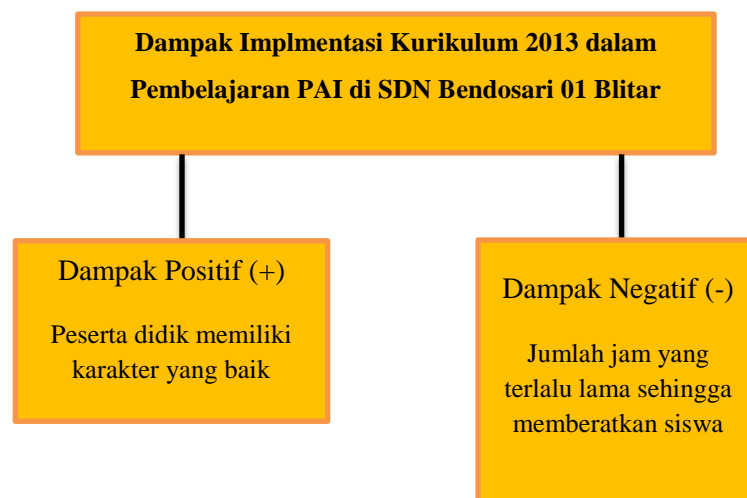 Dampak Implmentasi Kurikulum 2013 dalam
Pembelajaran PAI di SDN Bendosari 01 Blitar
Dampak Positif (+)
Peserta didik memiliki
karakter yang baik
Dampak Negatif (-)
Jumlah jam yang
terlalu lama sehingga
memberatkan siswa